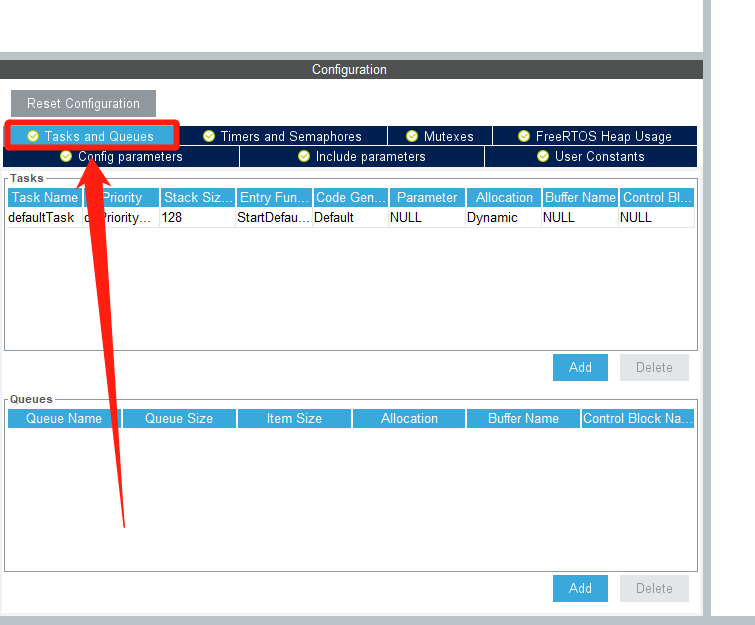 Configuration
Reset Configuration
Tasks and Queues Timers and Semaphores Mutexes FreeRTOS Heap Usage
Config parameters Include parameters User Constants
Tasks
Task Name Priority Stack Siz... Entry Fun... Code Gen... Parameter Allocation Buffer Name Control Bl...
defaultTask Priority... 128 StartDefau... Default NULL Dynamic NULL NULL
Add Delete
Queues
Queue Name Queue Size Item Size Allocation Buffer Name Control Block Na...
Add Delete